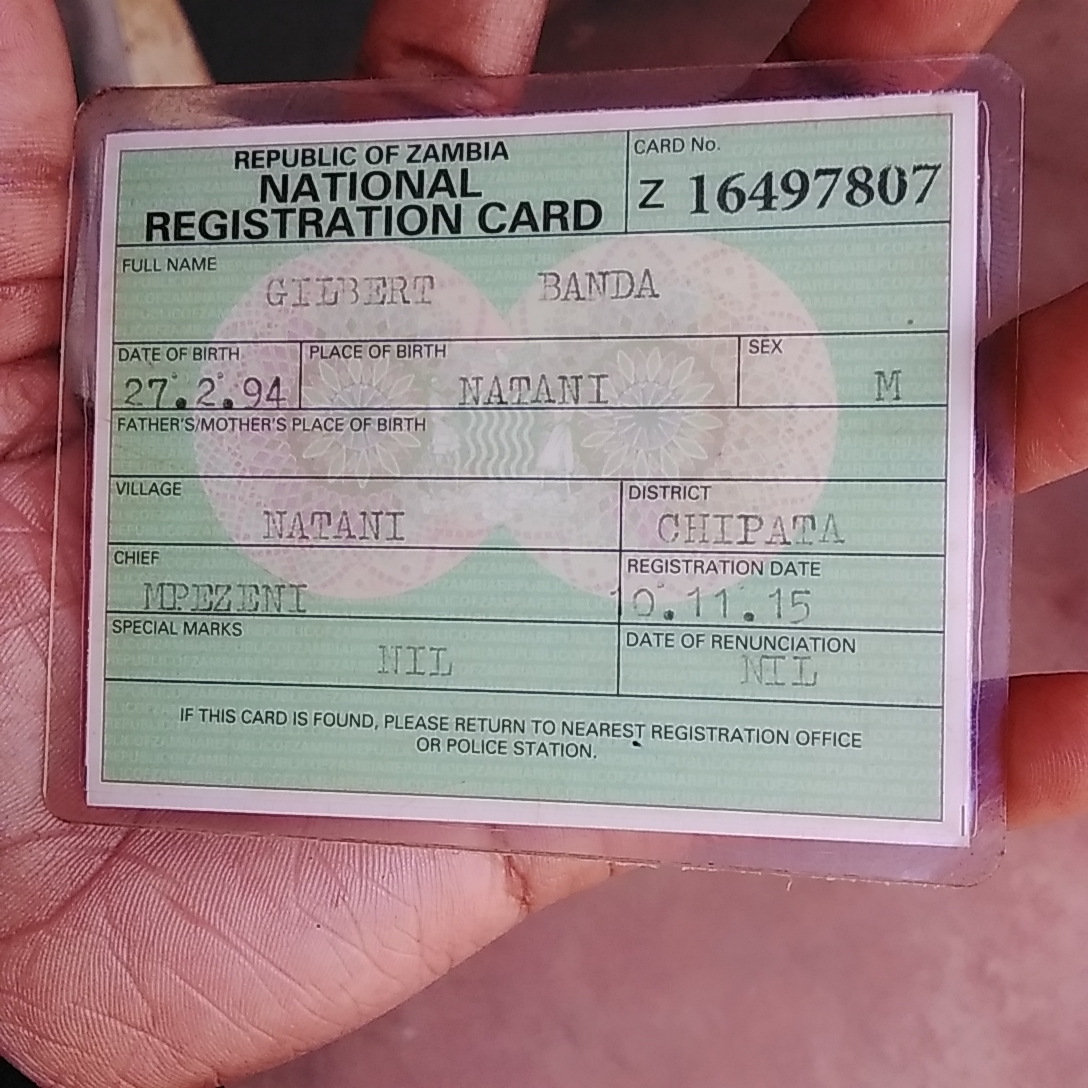 REPUBLIC OF ZAMBIA
NATIONAL
REGISTRATION CARD
CARD No.
Z 16497807
FULL NAME
GILBERT BANDA
DATE OF BIRTH
27.2.94
PLACE OF BIRTH
NATANI
SEX
M
FATHER'S/MOTHER'S PLACE OF BIRTH
VILLAGE
NATANI
DISTRICT
CHIPATA
CHIEF
MPEZENI
REGISTRATION DATE
10.11.15
SPECIAL MARKS
NIL
DATE OF RENUNCIATION
NIL
IF THIS CARD IS FOUND, PLEASE RETURN TO NEAREST REGISTRATION OFFICE
OR POLICE STATION.